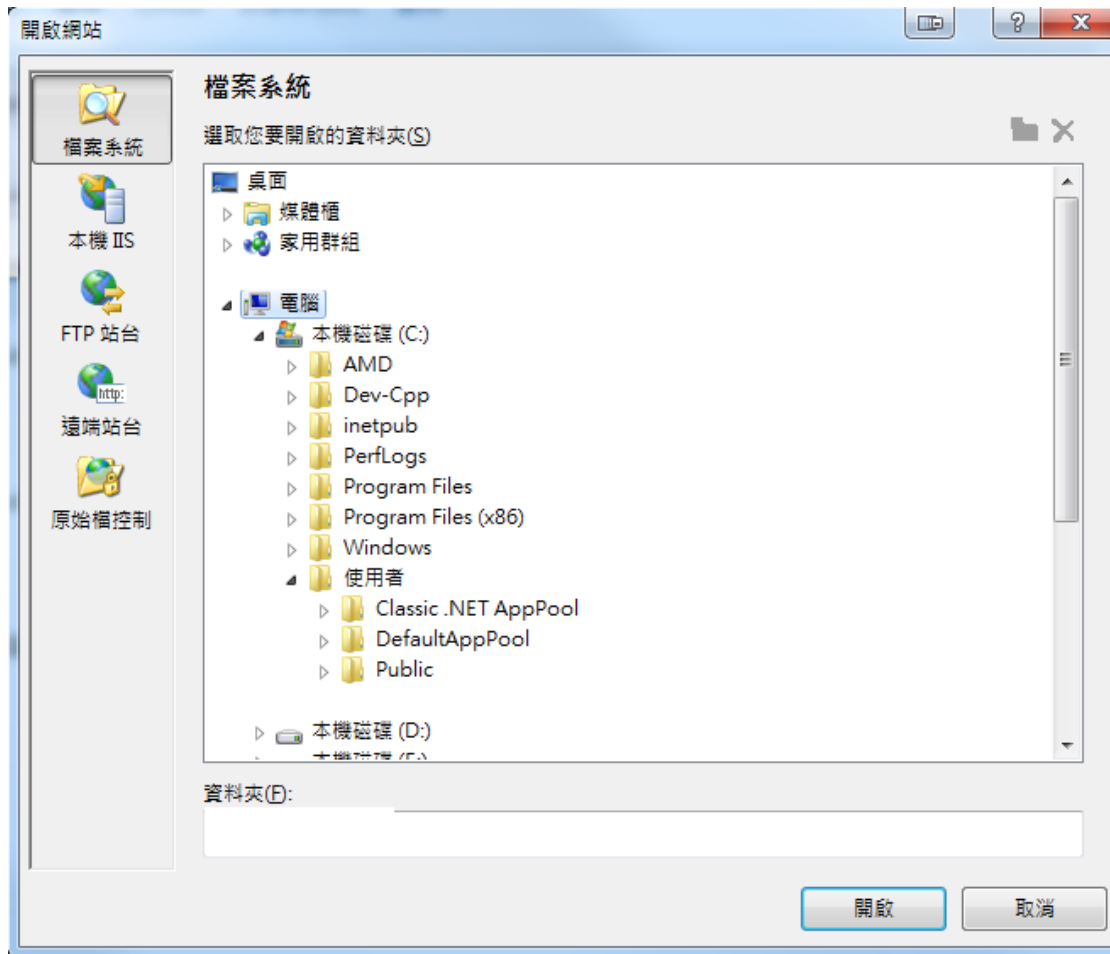 開啟網站
檔案系統
本機 IIS
FTP 站台
http:
遠端站台
原始檔控制
檔案系統
選取您要開啟的資料夾(S)
桌面
媒體櫃
家用群組
電腦
本機磁碟 (C:)
AMD
Dev-Cpp
inetpub
PerfLogs
Program Files
Program Files (x86)
Windows
使用者
Classic .NET AppPool
DefaultAppPool
Public
本機磁碟 (D:)
資料夾(F):
開啟
取消